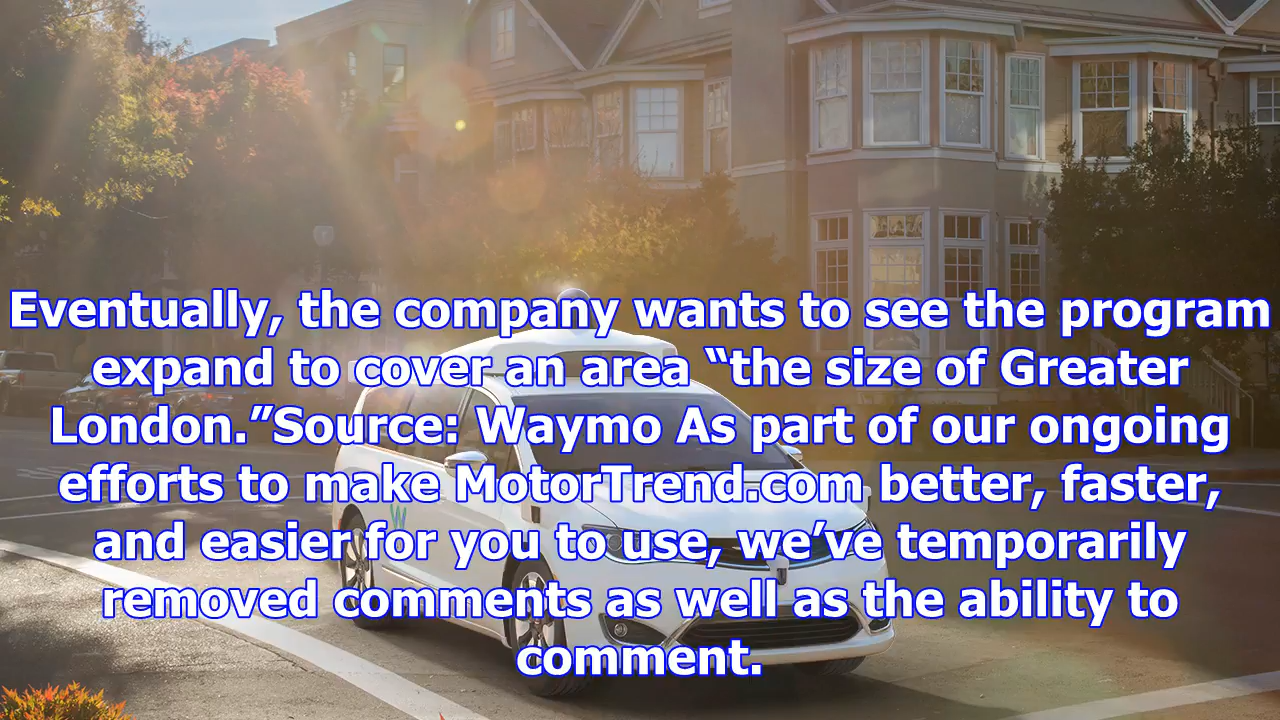 Eventually, the company wants to see the program
expand to cover an area “the size of Greater
London.”Source: Waymo As part of our ongoing
efforts to make MotorTrend.com better, faster,
and easier for you to use, we’ve temporarily
removed comments as well as the ability to
comment.